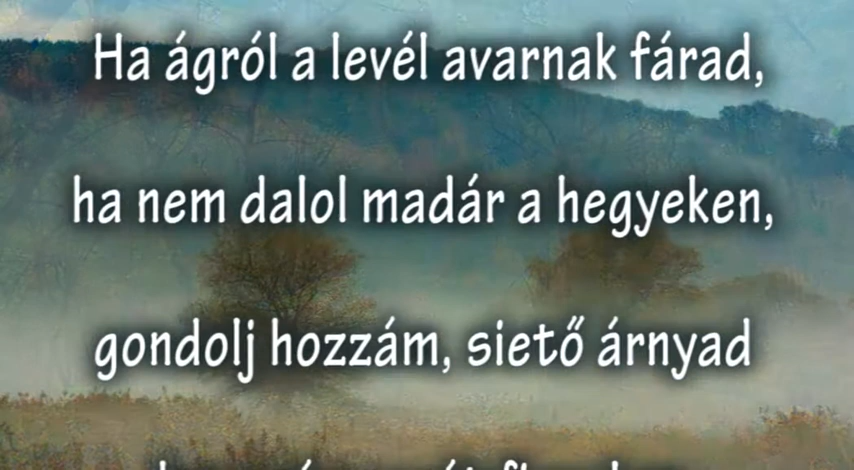 Ha ágról a levél avarnak fárad,
ha nem dalol madár a hegyeken,
gondolj hozzám, siető árnyad